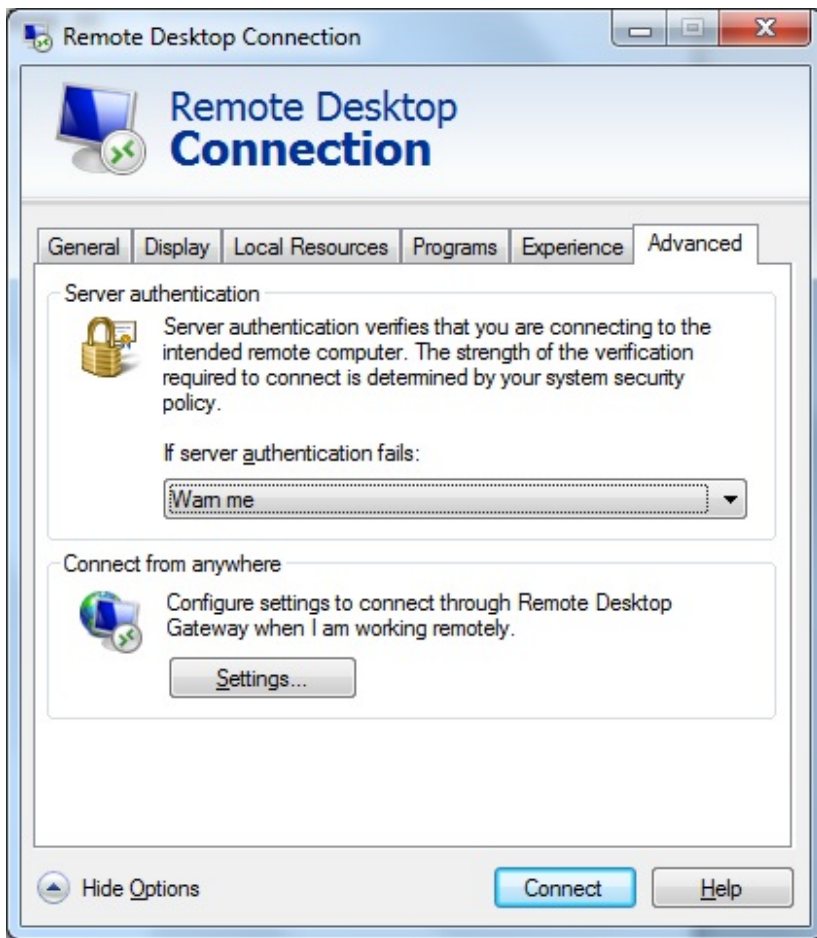 Remote Desktop Connection
Remote Desktop
Connection
General Display Local Resources Programs Experience Advanced
Server authentication
Server authentication verifies that you are connecting to the
intended remote computer. The strength of the verification
required to connect is determined by your system security
policy.
If server authentication fails:
Warn me
Connect from anywhere
Configure settings to connect through Remote Desktop
Gateway when I am working remotely.
Settings...
Hide Options Connect Help